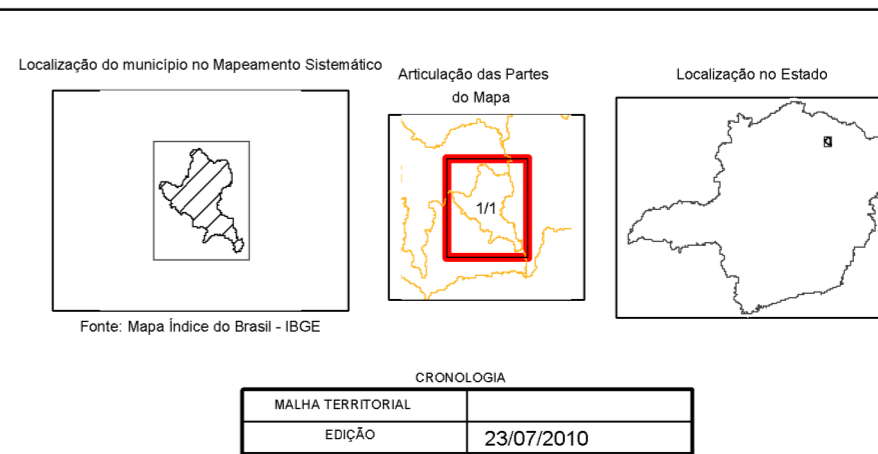 Localização do município no Mapeamento Sistemático
Articulação das Partes
do Mapa
Localização no Estado
1/1
Fonte: Mapa Índice do Brasil - IBGE
CRONOLOGIA
MALHA TERRITORIAL
EDIÇÃO 23/07/2010